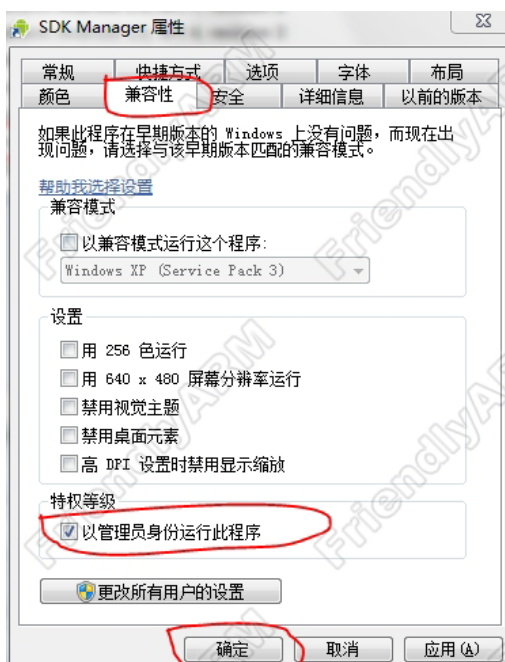 SDK Manager 属性
常规 快捷方式 选项 字体 布局
颜色 兼容性 安全 详细信息 以前的版本
如果此程序在早期版本的 Windows 上没有问题，而现在出
现问题，请选择与该早期版本匹配的兼容模式。
帮助我选择设置
兼容模式
以兼容模式运行这个程序:
Windows XP (Service Pack 3)
设置
用 256 色运行
用 640 x 480 屏幕分辨率运行
禁用视觉主题
禁用桌面元素
高 DPI 设置时禁用显示缩放
特权等级
以管理员身份运行此程序
更改所有用户的设置
确定 取消 应用(A)
FriendlyARM